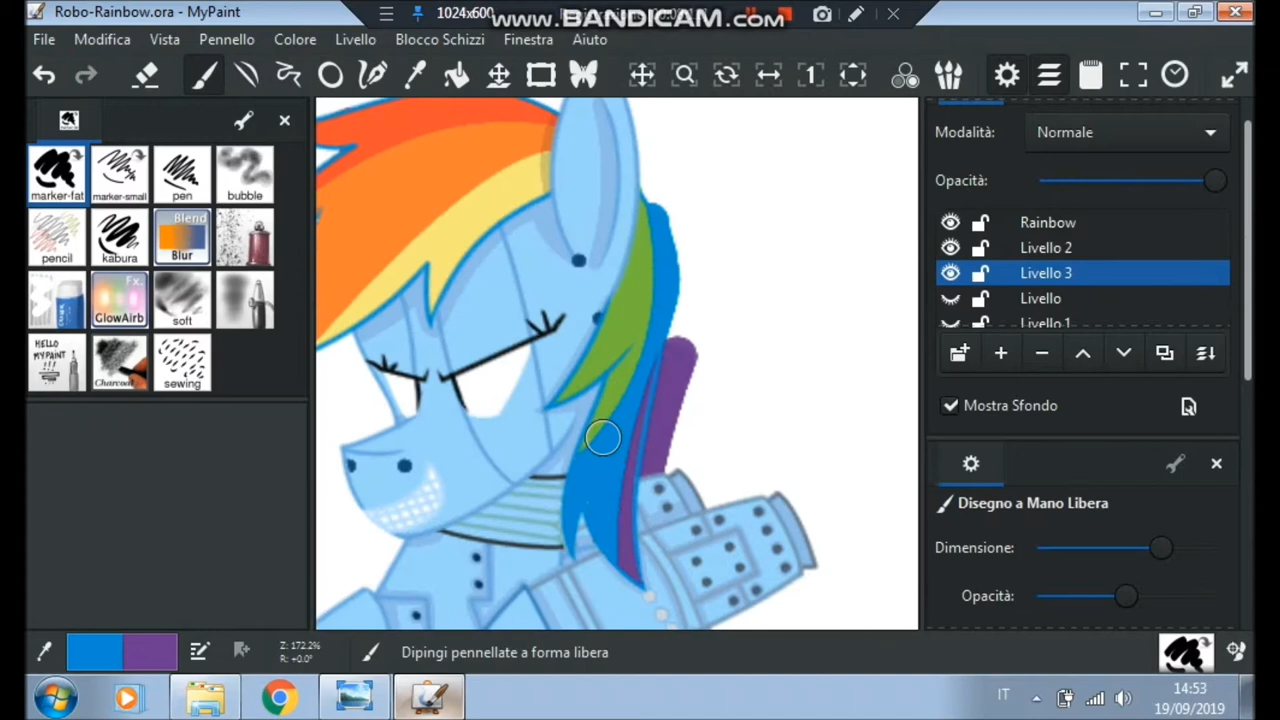 Robo-Rainbow.ora - MyPaint
1024x600
www.BANDICAM.com
File Modifica Vista Pennello Colore Livello Blocco Schizzi Finestra Aiuto
marker-fat marker-small pen bubble
pencil kabura Blend Blur
Fx. GlowAirb soft
HELLO MYPAINT Charcoal sewing
Modalità: Normale
Opacità:
Rainbow
Livello 2
Livello 3
Livello
Livello 1
Mostra Sfondo
Disegno a Mano Libera
Dimensione:
Opacità:
Z: 172.2%
R: +0.0°
Dipingi pennellate a forma libera
IT
14:53
19/09/2019